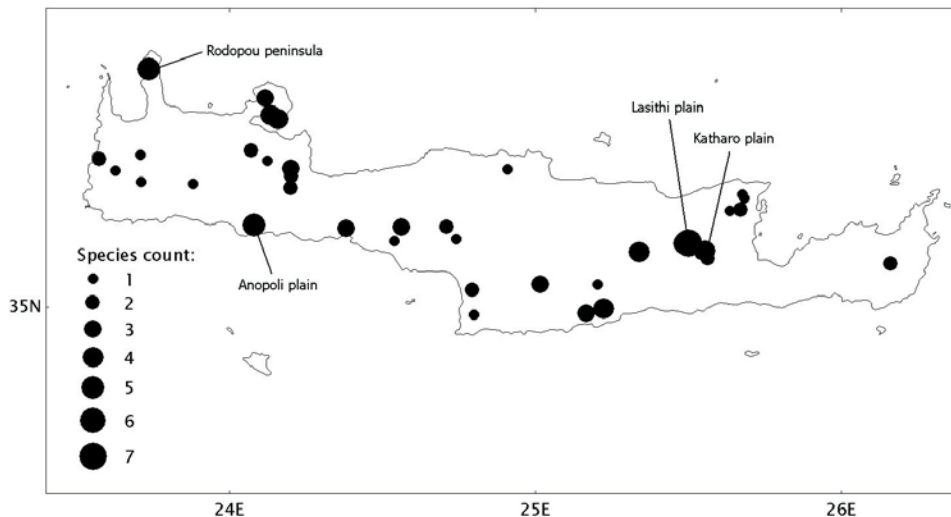 Rodopou peninsula
Lasithi plain
Katharo plain
Species count:
1
Anopoli plain
2
35N
3
4
5
6
7
24E
25E
26E